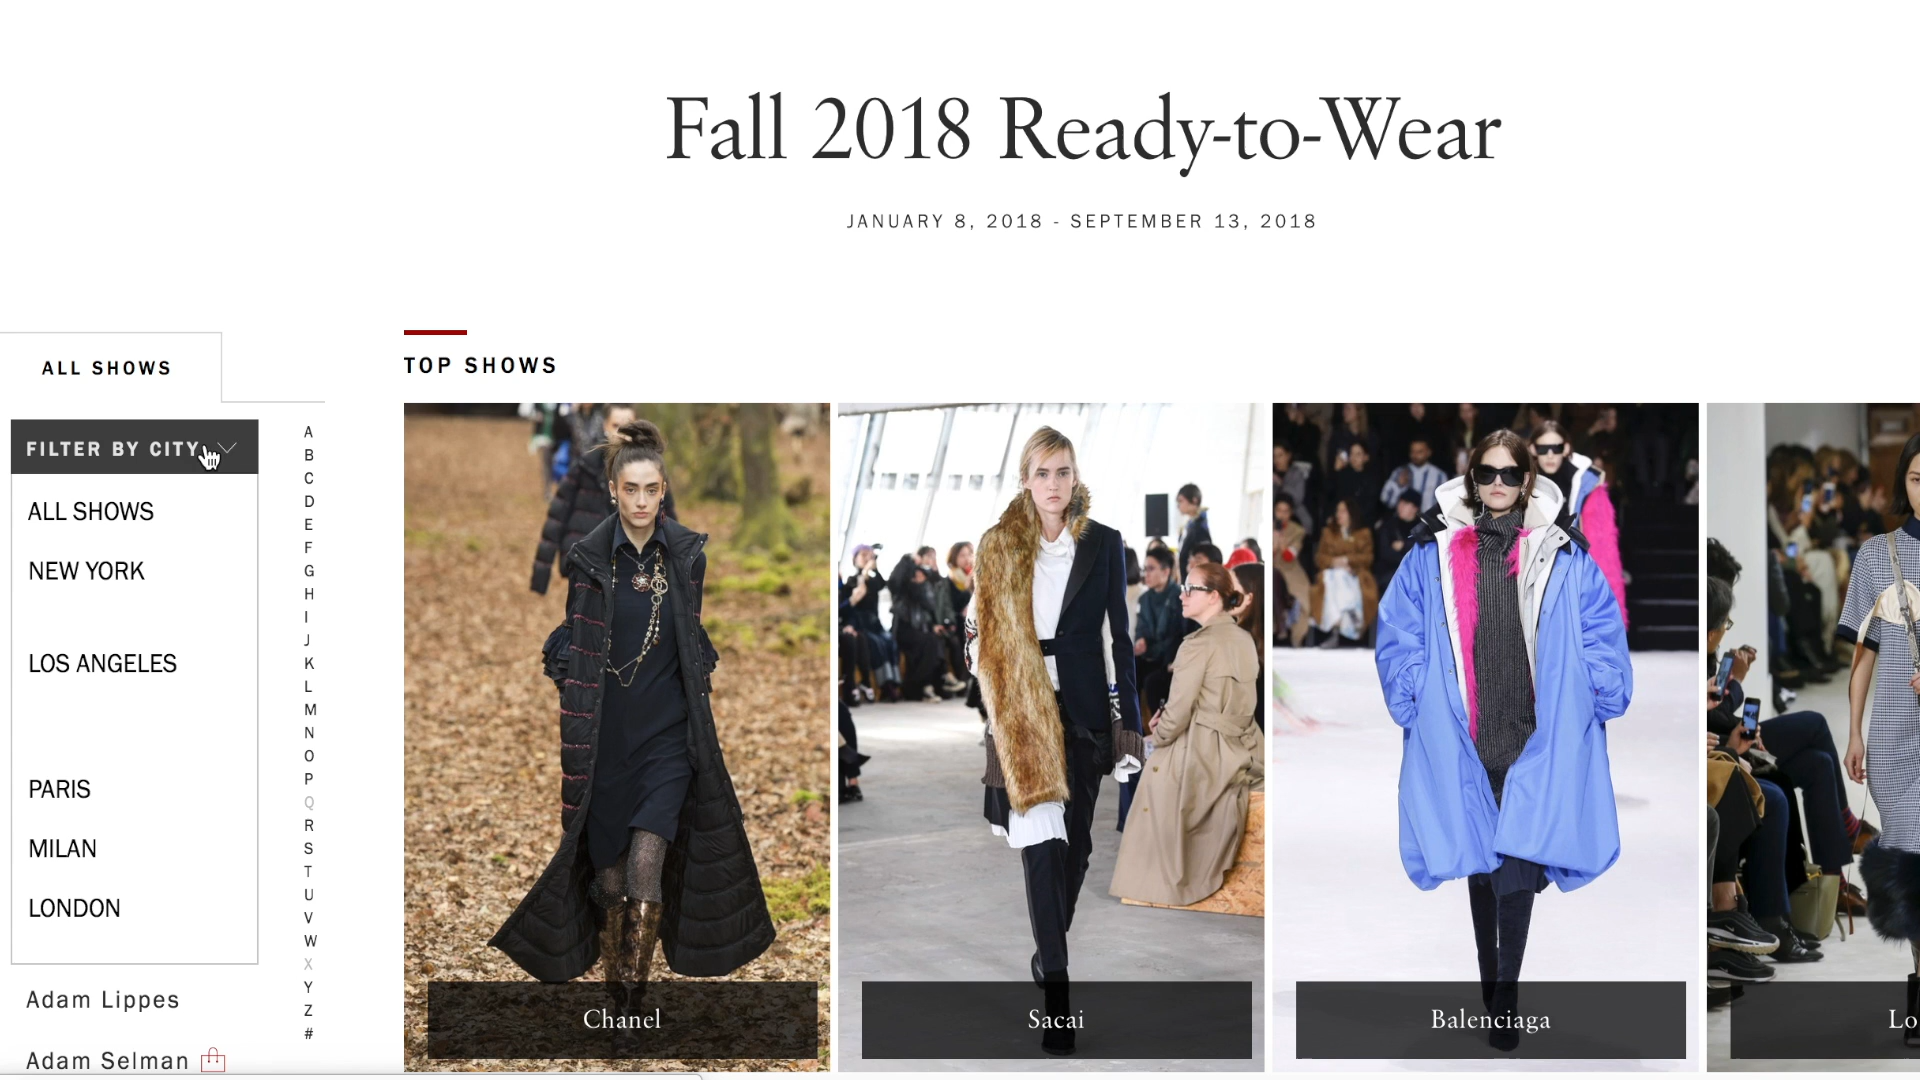 Fall 2018 Ready-to-Wear
JANUARY 8, 2018 - SEPTEMBER 13, 2018
ALL SHOWS
FILTER BY CITY
ALL SHOWS
NEW YORK
LOS ANGELES
PARIS
MILAN
LONDON
Adam Lippes
Adam Selman
A
B
C
D
E
F
G
H
I
J
K
L
M
N
O
P
Q
R
S
T
U
V
W
X
Y
Z
#
TOP SHOWS
Chanel
Sacai
Balenciaga
Lo